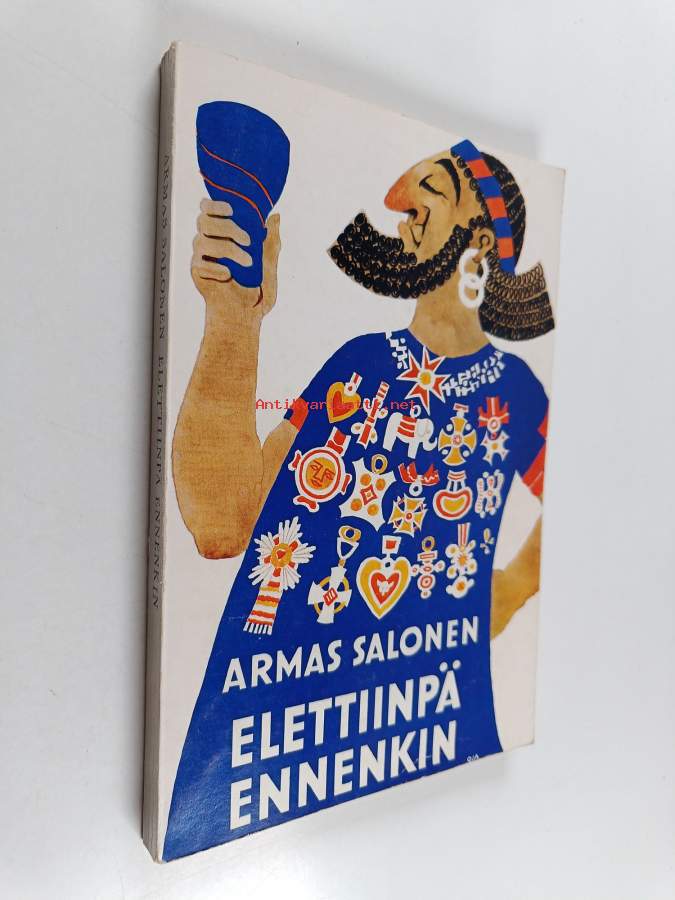 ARMAS SALONEN ELETTIINPÄ ENNENKIN
Antikvariaatti.net
ARMAS SALONEN
ELETTIINPÄ
ENNENKIN